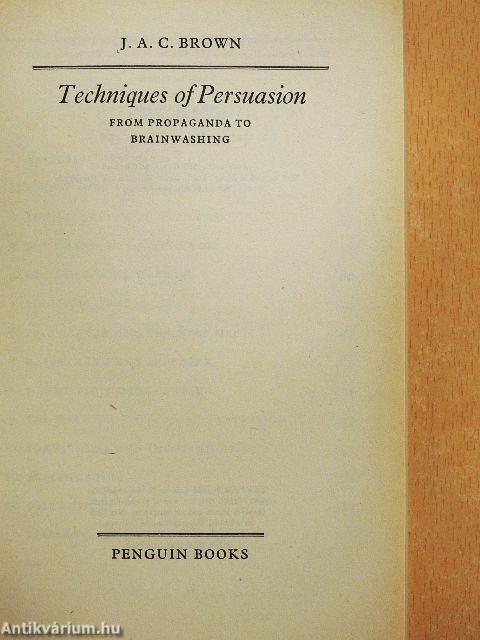 J. A. C. BROWN
Techniques of Persuasion
FROM PROPAGANDA TO
BRAINWASHING
PENGUIN BOOKS
Antikvárium.hu